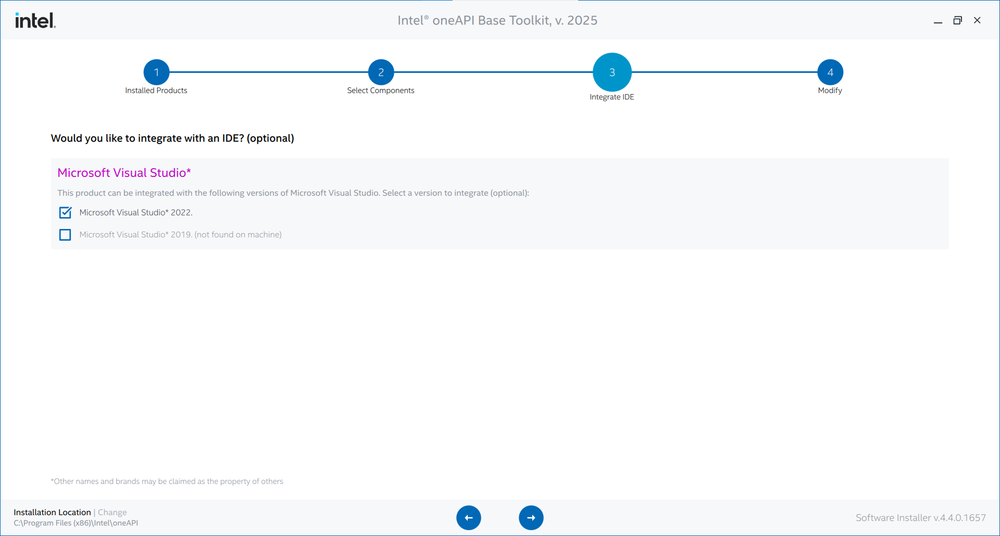 intel.
Intel® oneAPI Base Toolkit, v. 2025
1
2
3
4
Installed Products
Select Components
Integrate IDE
Modify
Would you like to integrate with an IDE? (optional)
Microsoft Visual Studio*
This product can be integrated with the following versions of Microsoft Visual Studio. Select a version to integrate (optional):
Microsoft Visual Studio* 2022.
Microsoft Visual Studio* 2019. (not found on machine)
*Other names and brands may be claimed as the property of others
Installation Location | Change
C:\Program Files (x86)\Intel\oneAPI
Software Installer v.4.4.0.1657